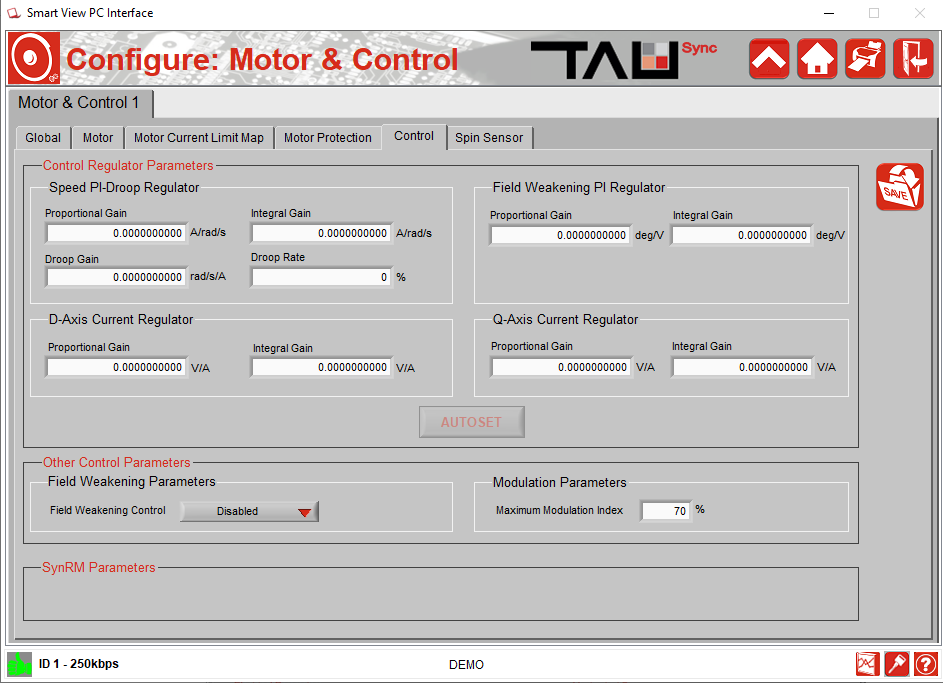 Smart View PC Interface
Configure: Motor & Control
TAU Sync
Motor & Control 1
Global Motor Motor Current Limit Map Motor Protection Control Spin Sensor
Control Regulator Parameters
SAVE
Speed PI-Droop Regulator
Proportional Gain Integral Gain
0.0000000000 A/rad/s 0.0000000000 A/rad/s
Droop Gain Droop Rate
0.0000000000 rad/s/A 0 %
Field Weakening PI Regulator
Proportional Gain Integral Gain
0.0000000000 deg/V 0.0000000000 deg/V
D-Axis Current Regulator
Proportional Gain Integral Gain
0.0000000000 V/A 0.0000000000 V/A
Q-Axis Current Regulator
Proportional Gain Integral Gain
0.0000000000 V/A 0.0000000000 V/A
AUTOSET
Other Control Parameters
Field Weakening Parameters
Field Weakening Control Disabled
Modulation Parameters
Maximum Modulation Index 70 %
SynRM Parameters
ID 1 - 250kbps DEMO ?